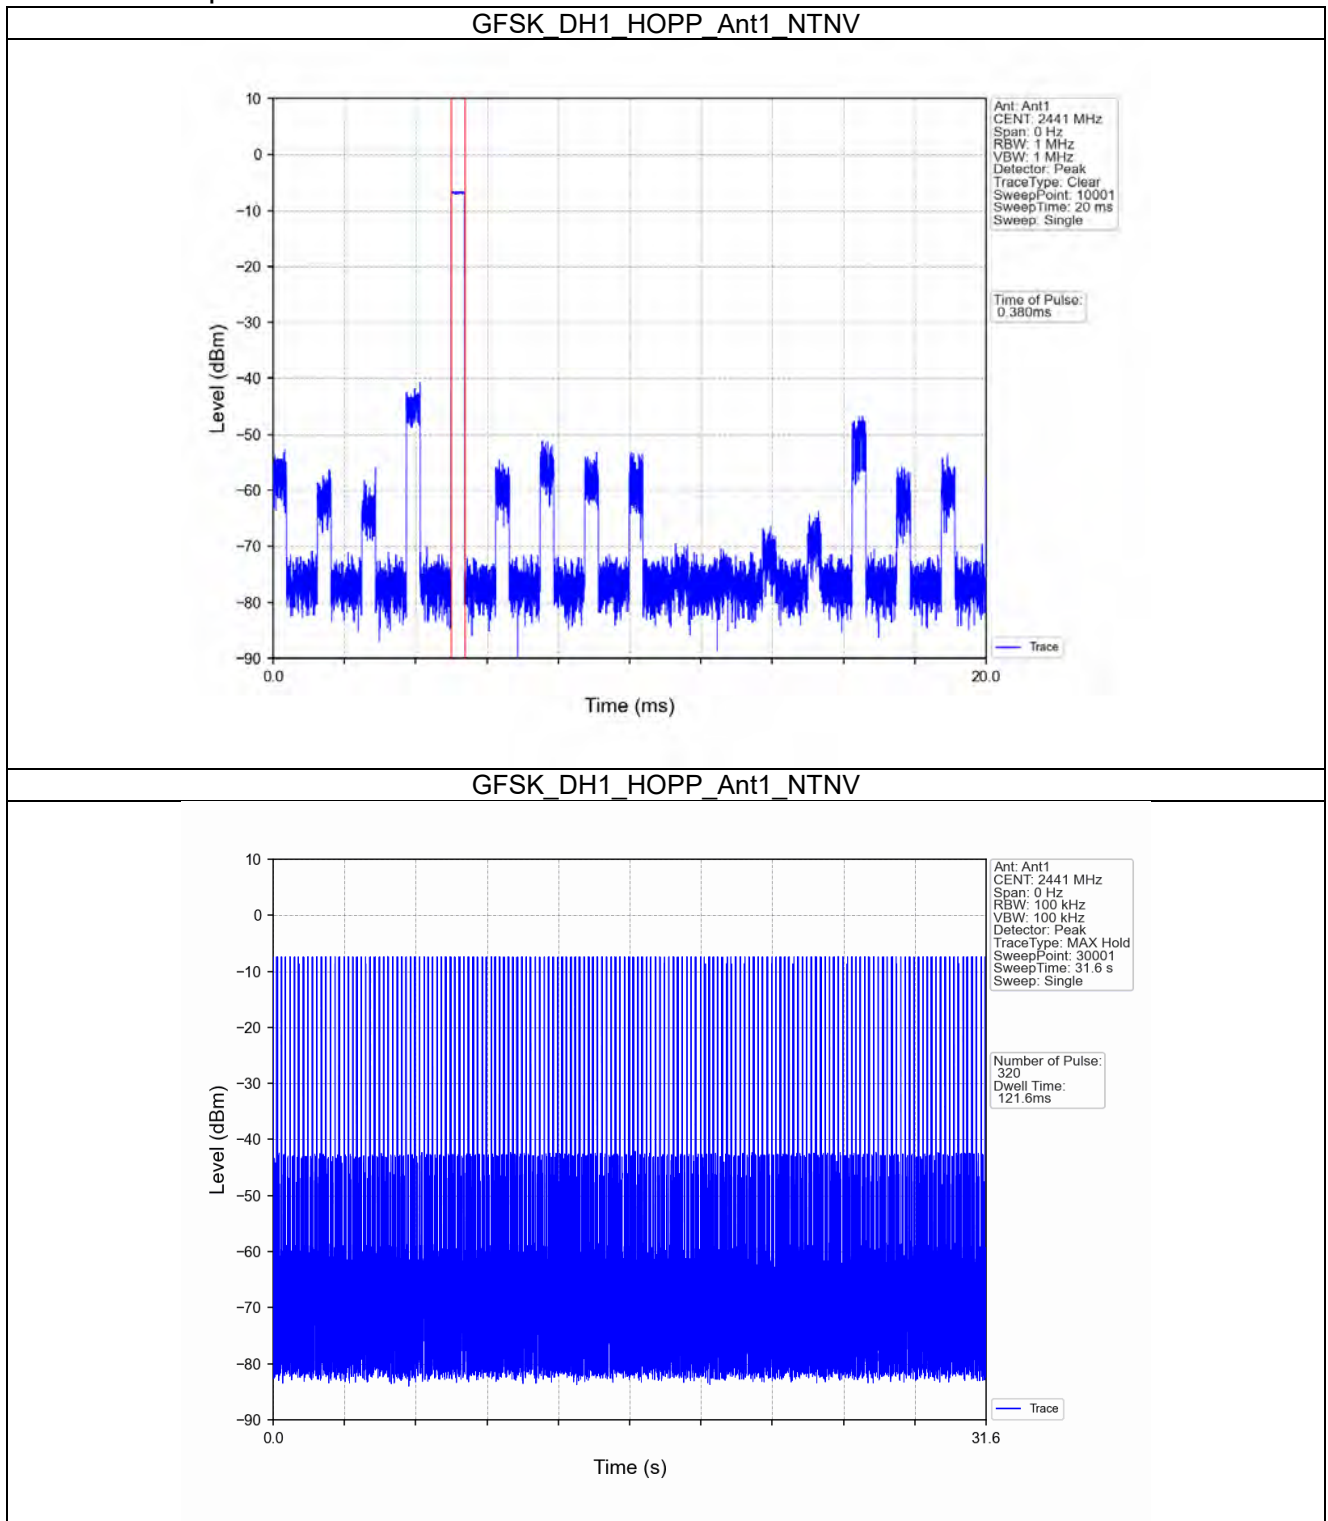 GFSK_DH1_HOPP_Ant1_NTNV
10
0
−10
−20
−30
−40
−50
−60
−70
−80
−90
Level (dBm)
0.0
20.0
Time (ms)
Ant: Ant1
CENT: 2441 MHz
Span: 0 Hz
RBW: 1 MHz
VBW: 1 MHz
Detector: Peak
TraceType: Clear
SweepPoint: 10001
SweepTime: 20 ms
Sweep: Single
Time of Pulse:
0.380ms
Trace
GFSK_DH1_HOPP_Ant1_NTNV
10
0
−10
−20
−30
−40
−50
−60
−70
−80
−90
Level (dBm)
0.0
31.6
Time (s)
Ant: Ant1
CENT: 2441 MHz
Span: 0 Hz
RBW: 100 kHz
VBW: 100 kHz
Detector: Peak
TraceType: MAX Hold
SweepPoint: 30001
SweepTime: 31.6 s
Sweep: Single
Number of Pulse:
320
Dwell Time:
121.6ms
Trace